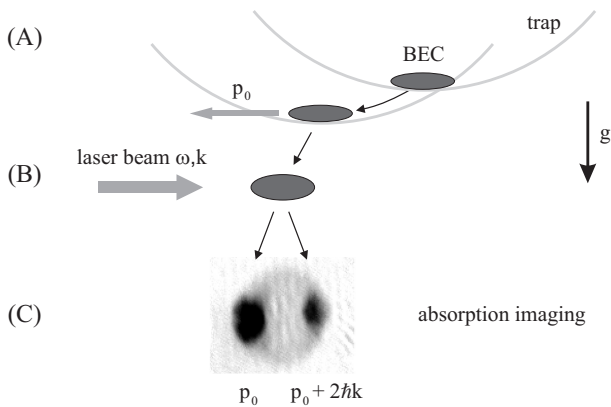 (A)
trap
BEC
p₀
g
laser beam ω,k
(B)
(C)
absorption imaging
p₀ p₀ + 2ħk